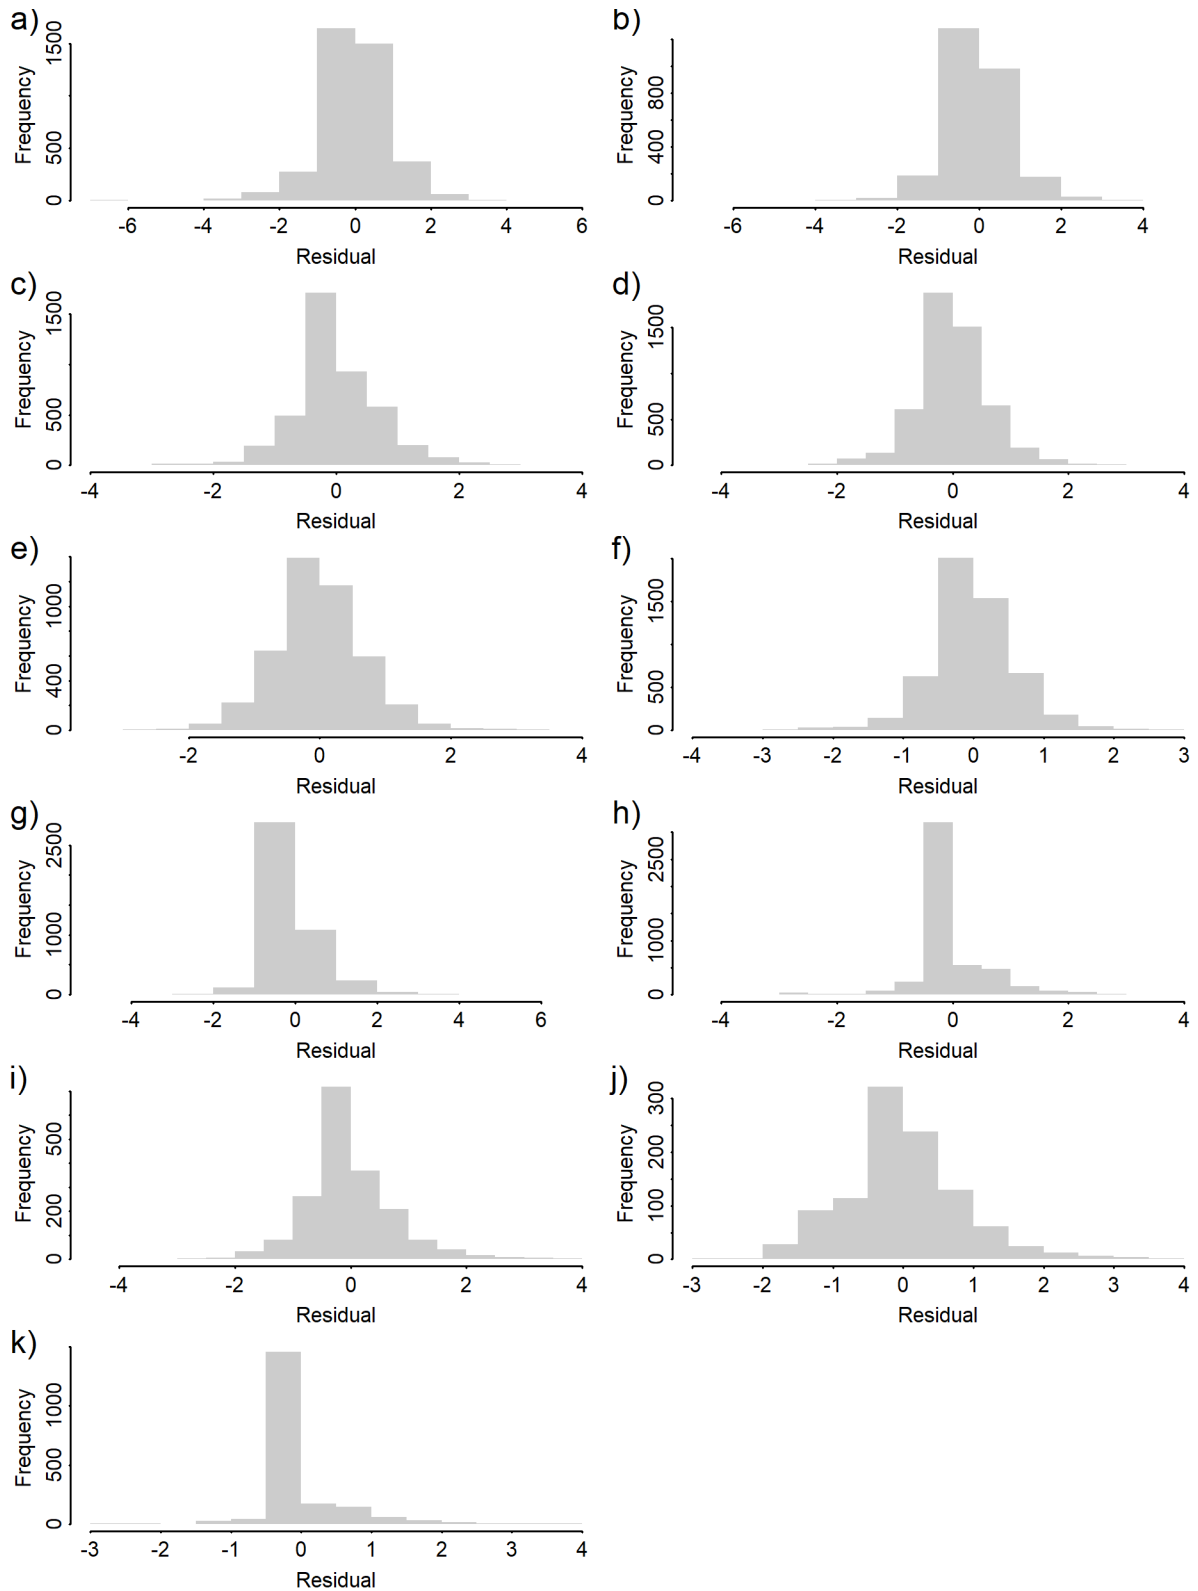 a)
Frequency
0 500 1500
-6 -4 -2 0 2 4 6
Residual
b)
Frequency
0 400 800
-6 -4 -2 0 2 4
Residual
c)
Frequency
0 500 1500
-4 -2 0 2 4
Residual
d)
Frequency
0 500 1500
-4 -2 0 2 4
Residual
e)
Frequency
0 400 1000
-2 0 2 4
Residual
f)
Frequency
0 500 1500
-4 -3 -2 -1 0 1 2 3
Residual
g)
Frequency
0 1000 2500
-4 -2 0 2 4 6
Residual
h)
Frequency
0 1000 2500
-4 -2 0 2 4
Residual
i)
Frequency
0 200 500
-4 -2 0 2 4
Residual
j)
Frequency
0 100 200 300
-3 -2 -1 0 1 2 3 4
Residual
k)
Frequency
0 500 1000
-3 -2 -1 0 1 2 3 4
Residual